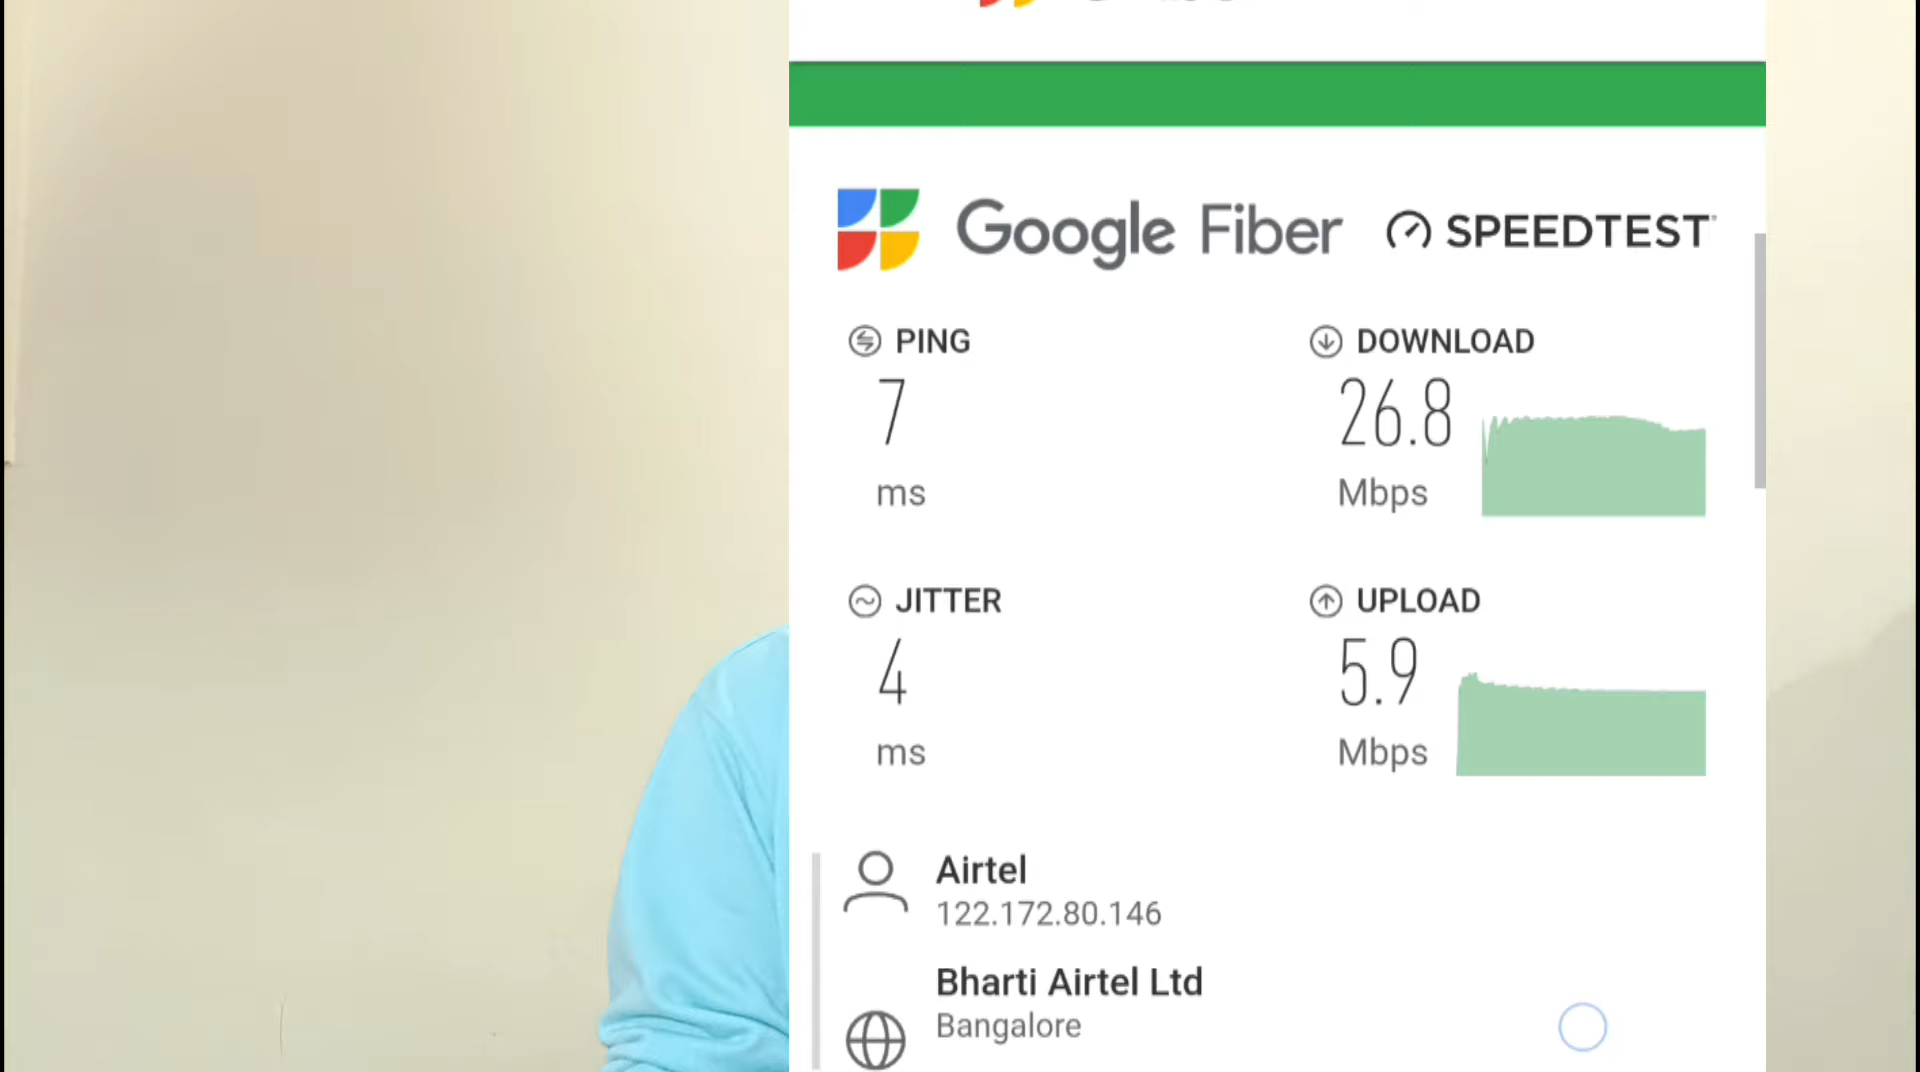 Google Fiber SPEEDTEST
PING
7
ms
DOWNLOAD
26.8
Mbps
JITTER
4
ms
UPLOAD
5.9
Mbps
Airtel
122.172.80.146
Bharti Airtel Ltd
Bangalore